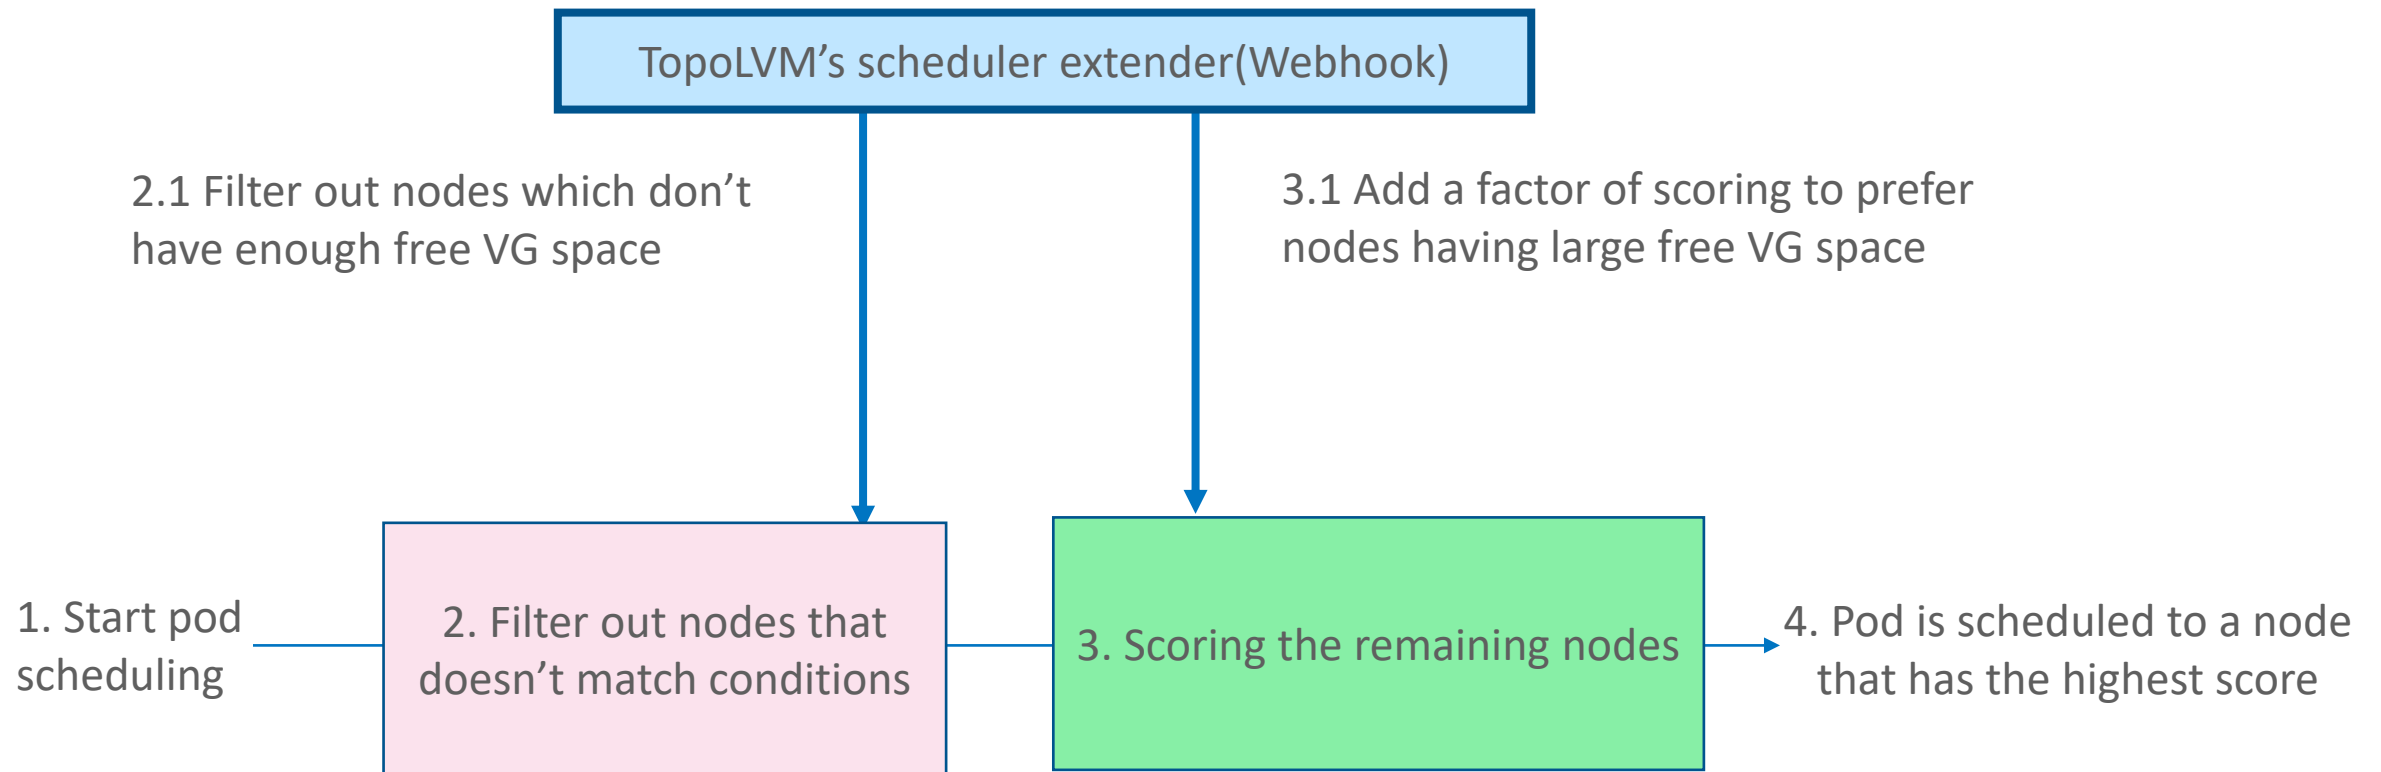 TopoLVM’s scheduler extender(Webhook)
2.1 Filter out nodes which don’t
have enough free VG space
3.1 Add a factor of scoring to prefer
nodes having large free VG space
1. Start pod
scheduling
2. Filter out nodes that
doesn’t match conditions
3. Scoring the remaining nodes
4. Pod is scheduled to a node
that has the highest score